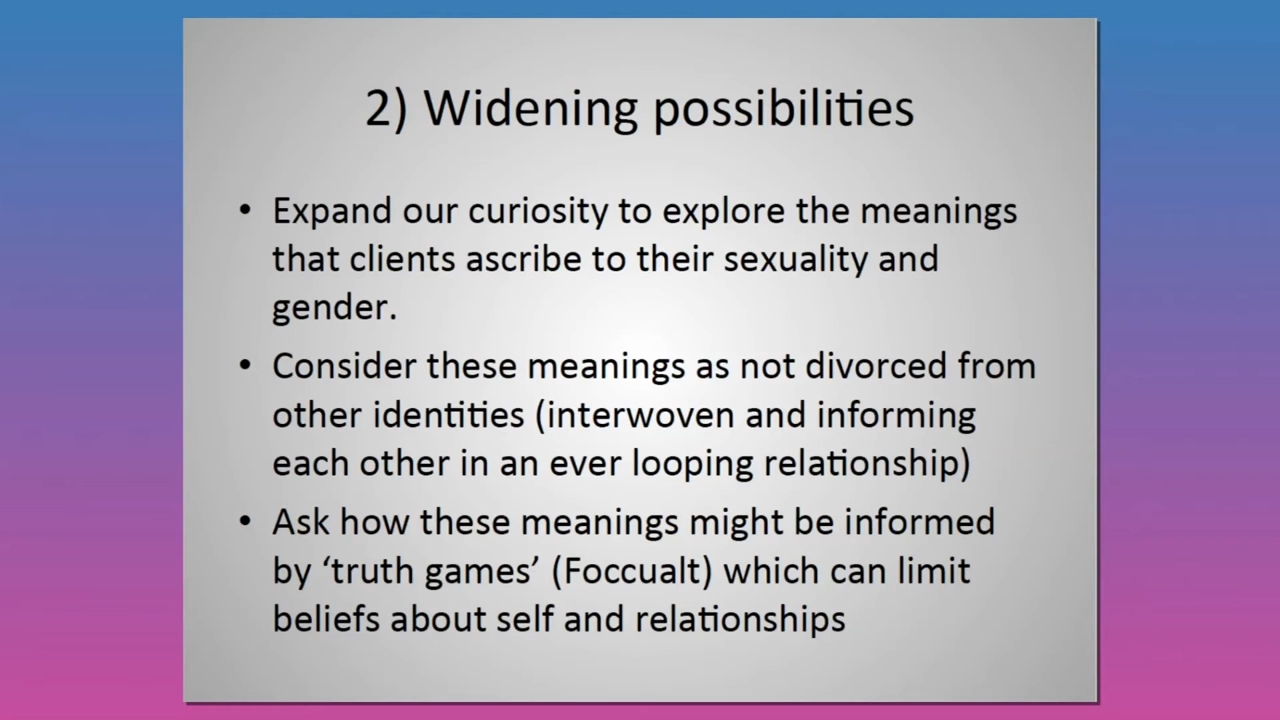 2) Widening possibilities
• Expand our curiosity to explore the meanings
that clients ascribe to their sexuality and
gender.
• Consider these meanings as not divorced from
other identities (interwoven and informing
each other in an ever looping relationship)
• Ask how these meanings might be informed
by ‘truth games’ (Foccualt) which can limit
beliefs about self and relationships